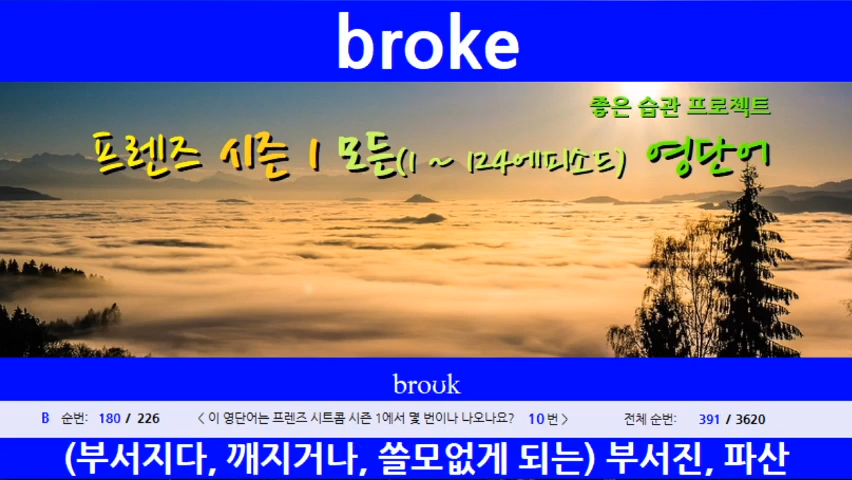 broke
좋은 습관 프로젝트
프렌즈 시즌 1 모든(1 ~ 124에피소드) 영단어
broʊk
B 순번: 180 / 226 < 이 영단어는 프렌즈 시트콤 시즌 1에서 몇 번이나 나오나요? 10 번 > 전체 순번: 391 / 3620
(부서지다, 깨지거나, 쓸모없게 되는) 부서진, 파산